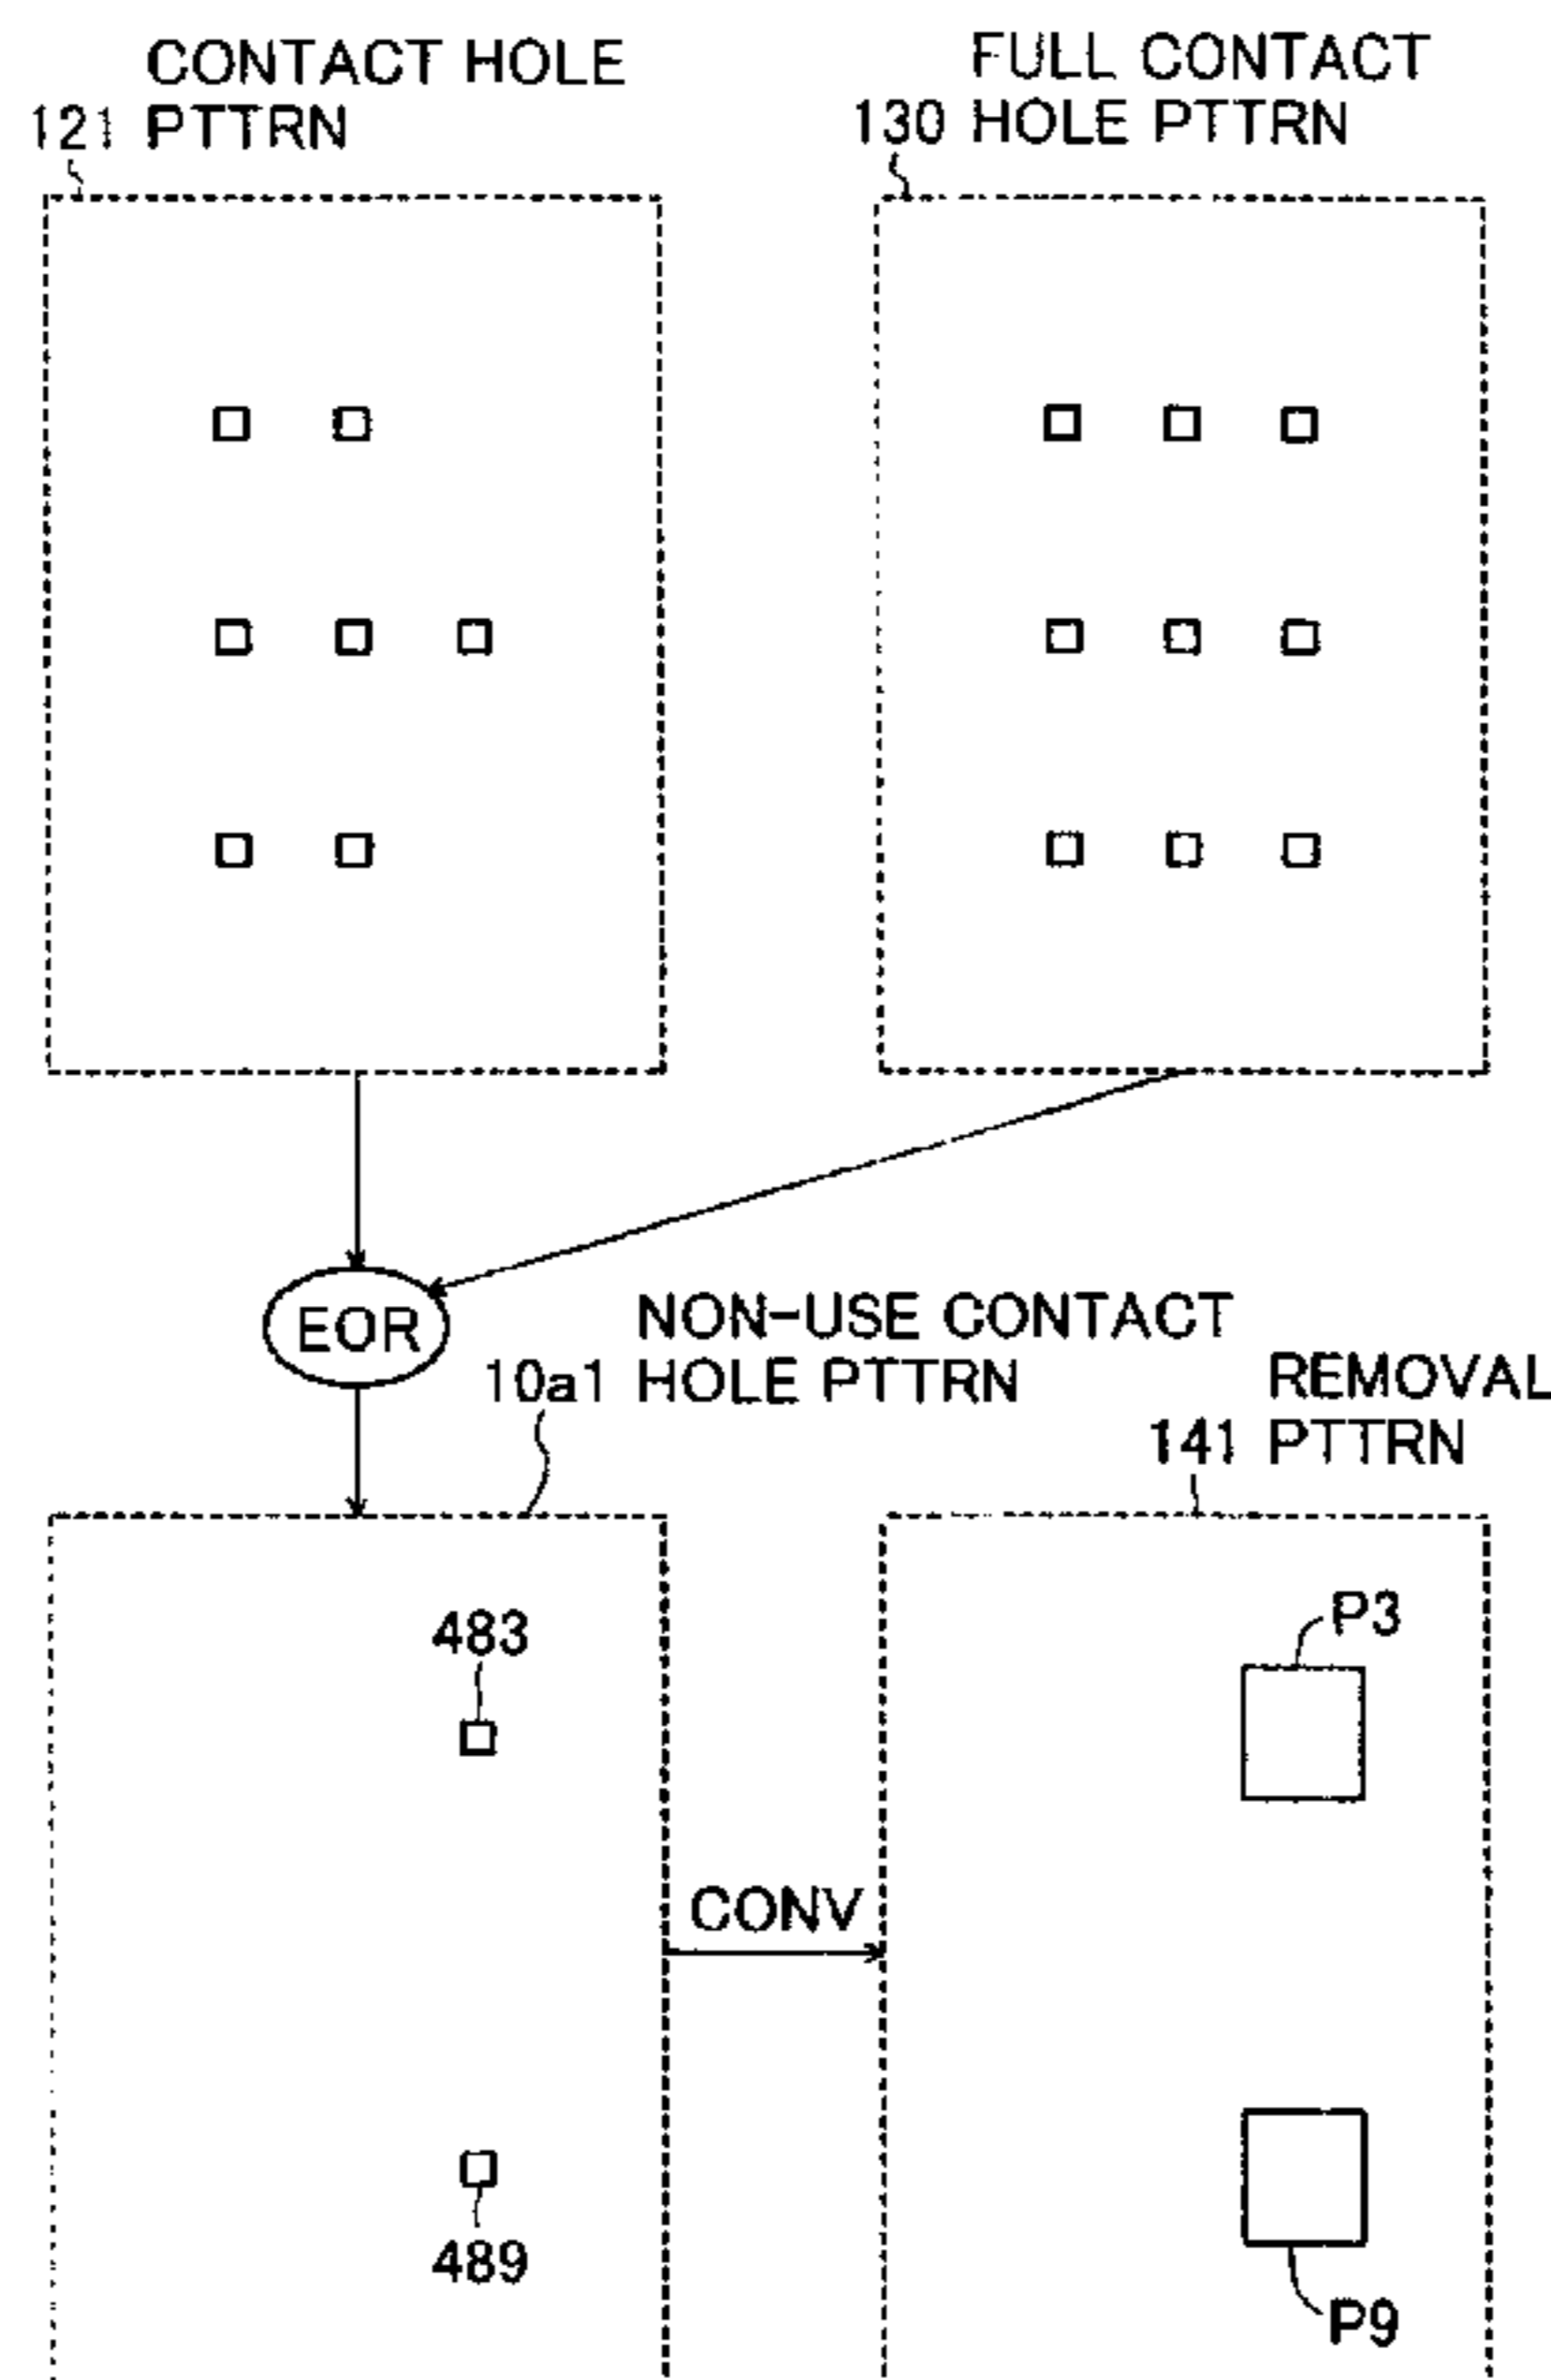 CONTACT HOLE
121 PTTRN
FULL CONTACT
130 HOLE PTTRN
EOR
NON-USE CONTACT
10a1 HOLE PTTRN
REMOVAL
141 PTTRN
483
P3
CONV
489
P9